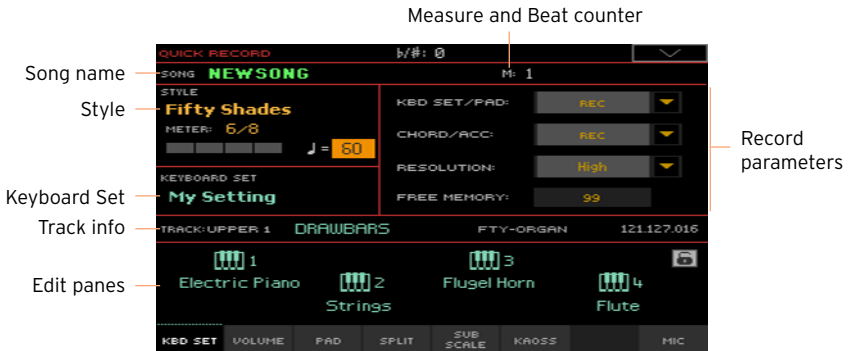 Measure and Beat counter
QUICK RECORD ♭/#: 0
Song name
SONG NEWSONG M: 1
Style
STYLE
Fifty Shades
METER: 6/8
♩ = 60
KBD SET/PAD: REC
CHORD/ACC: REC
RESOLUTION: High
FREE MEMORY: 99
Record
parameters
Keyboard Set
KEYBOARD SET
My Setting
Track info
TRACK:UPPER 1 DRAWBARS FTY-ORGAN 121.127.016
Edit panes
1
Electric Piano
2
Strings
3
Flugel Horn
4
Flute
KBD SET VOLUME PAD SPLIT SUB SCALE KAOSS MIC